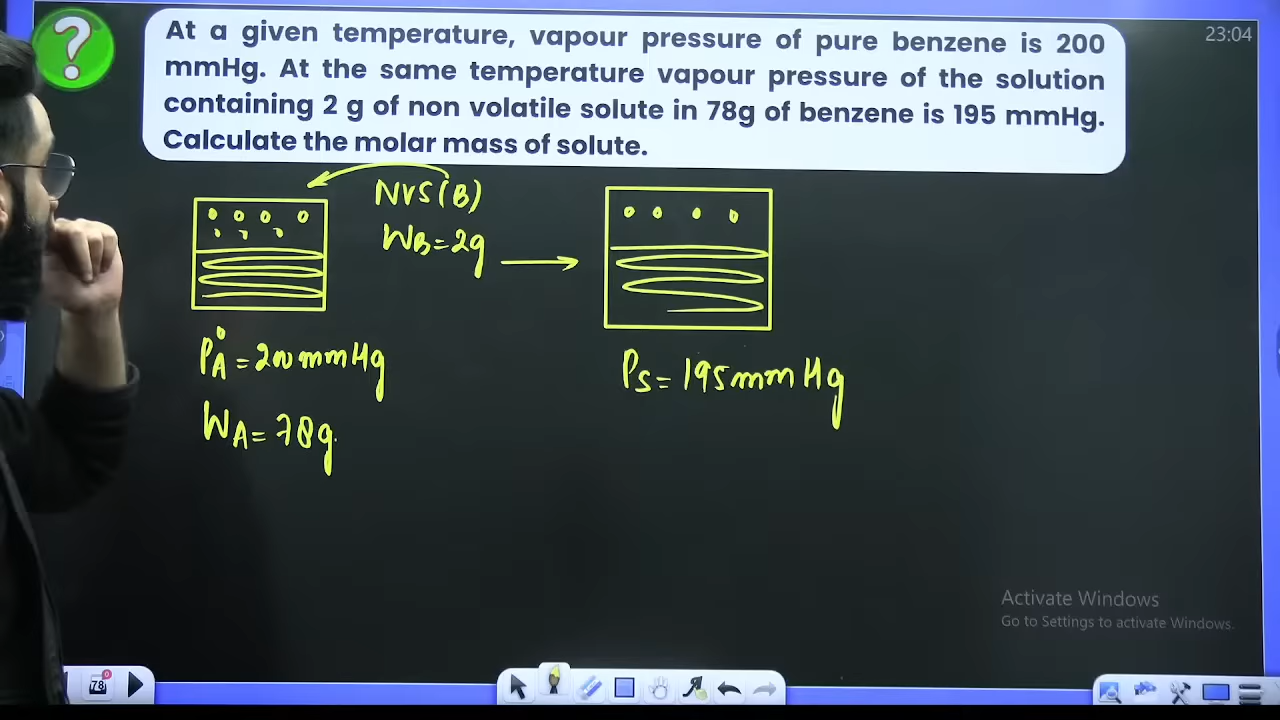 23:04
At a given temperature, vapour pressure of pure benzene is 200
mmHg. At the same temperature vapour pressure of the solution
containing 2 g of non volatile solute in 78g of benzene is 195 mmHg.
Calculate the molar mass of solute.
NVS(B)
WB=2g
P°A=200mmHg
WA=78g.
Ps=195mmHg
Activate Windows
Go to Settings to activate Windows.
78
0